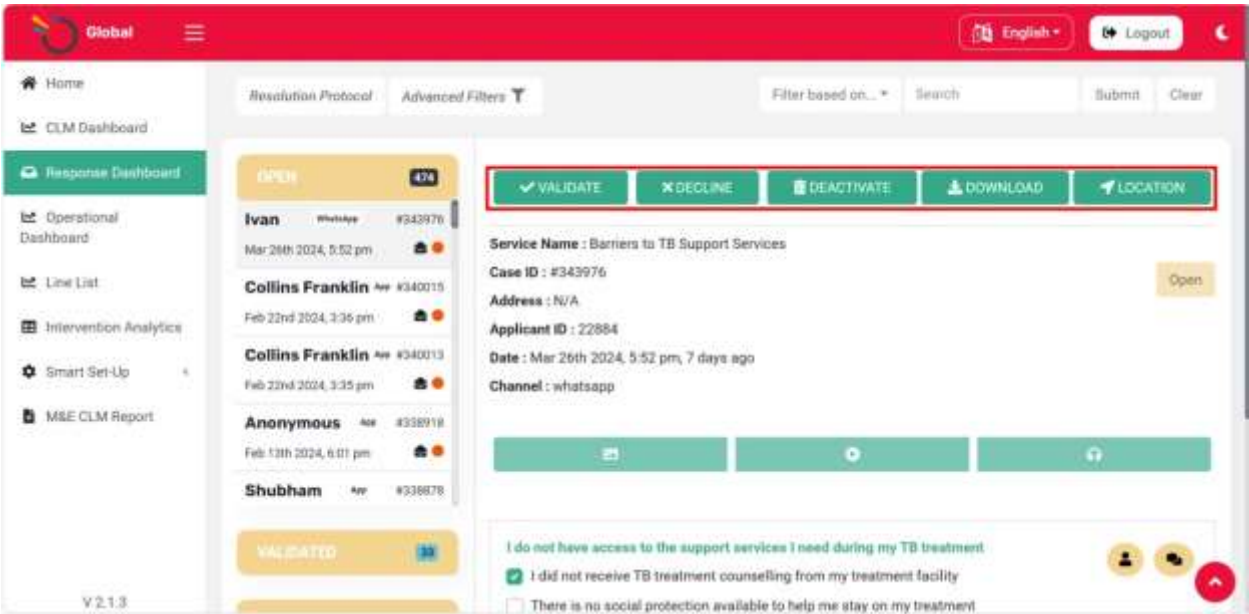 Global
English
Logout
Home
CLM Dashboard
Response Dashboard
Operational
Dashboard
Line List
Intervention Analytics
Smart Set-Up
M&E CLM Report
V 2.1.3
Resolution Protocol
Advanced Filters
Filter based on...
Search
Submit
Clear
OPEN 474
Ivan WhatsApp #343976
Mar 26th 2024, 5:52 pm
Collins Franklin App #340015
Feb 22nd 2024, 3:36 pm
Collins Franklin App #340013
Feb 22nd 2024, 3:35 pm
Anonymous App #338918
Feb 13th 2024, 6:01 pm
Shubham App #338878
VALIDATED 33
VALIDATE
DECLINE
DEACTIVATE
DOWNLOAD
LOCATION
Service Name : Barriers to TB Support Services
Case ID : #343976
Address : N/A
Applicant ID : 22884
Date : Mar 26th 2024, 5:52 pm, 7 days ago
Channel : whatsapp
Open
I do not have access to the support services I need during my TB treatment
I did not receive TB treatment counselling from my treatment facility
There is no social protection available to help me stay on my treatment